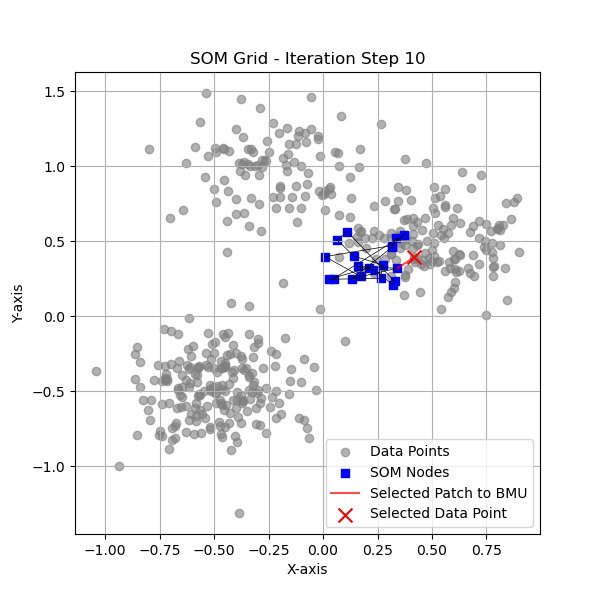 SOM Grid - Iteration Step 10
1.5
1.0
0.5
0.0
−0.5
−1.0
Y-axis
Data Points
SOM Nodes
Selected Patch to BMU
Selected Data Point
−1.00 −0.75 −0.50 −0.25 0.00 0.25 0.50 0.75
X-axis